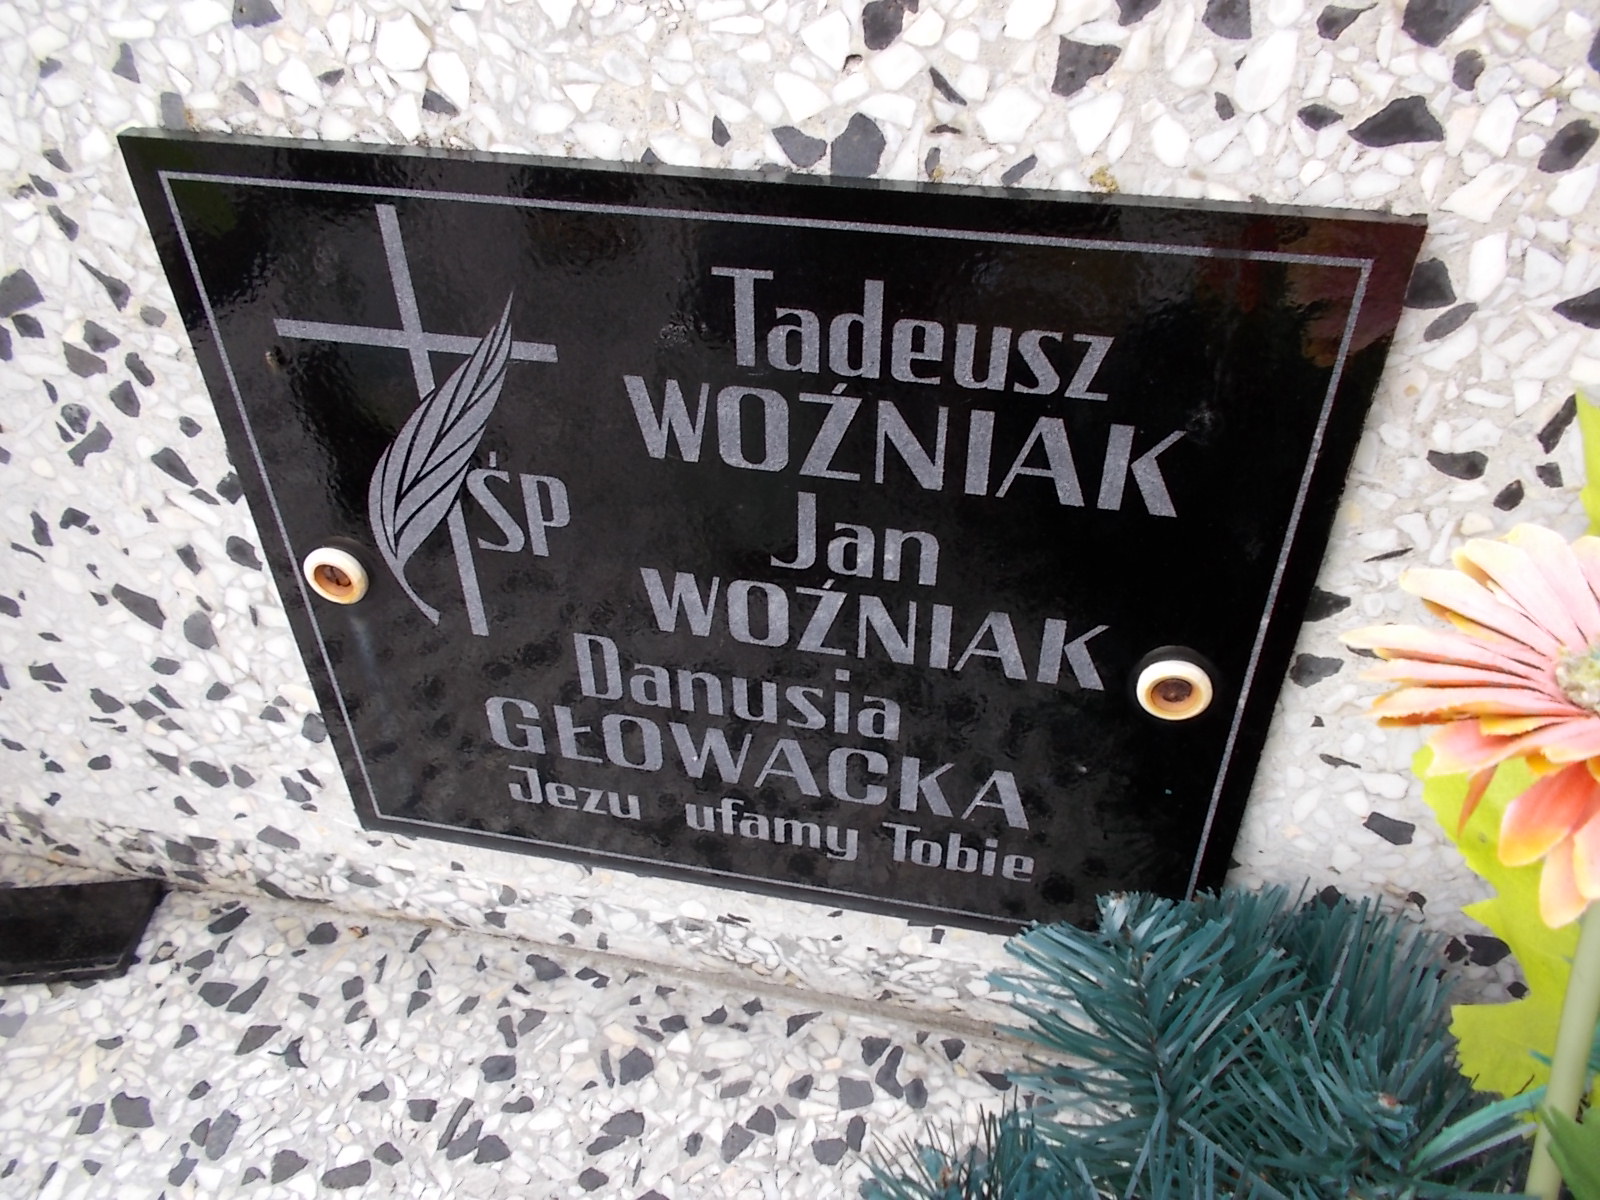 ŚP
Tadeusz
WOŹNIAK
Jan
WOŹNIAK
Danusia
GŁOWACKA
Jezu ufamy Tobie